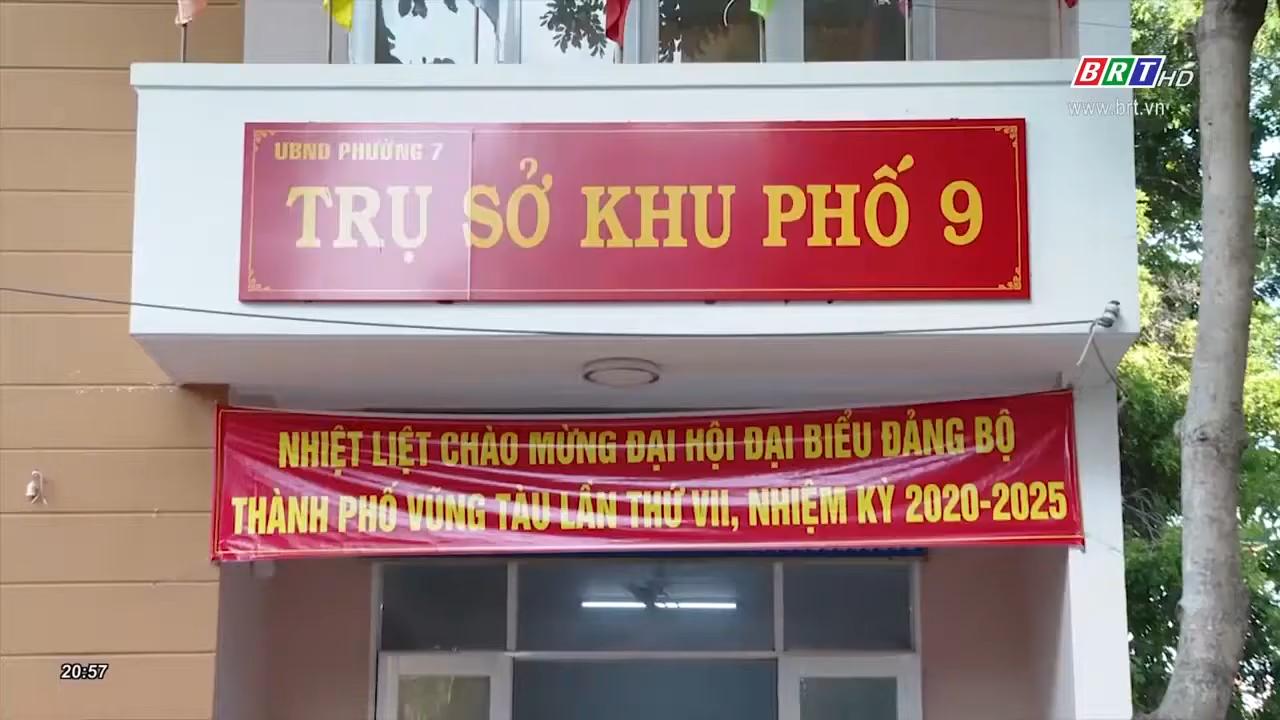 BRT HD
www.brt.vn
UBND PHƯỜNG 7
TRỤ SỞ KHU PHỐ 9
NHIỆT LIỆT CHÀO MỪNG ĐẠI HỘI ĐẠI BIỂU ĐẢNG BỘ
THÀNH PHỐ VŨNG TÀU LẦN THỨ VII, NHIỆM KỲ 2020-2025
20:57